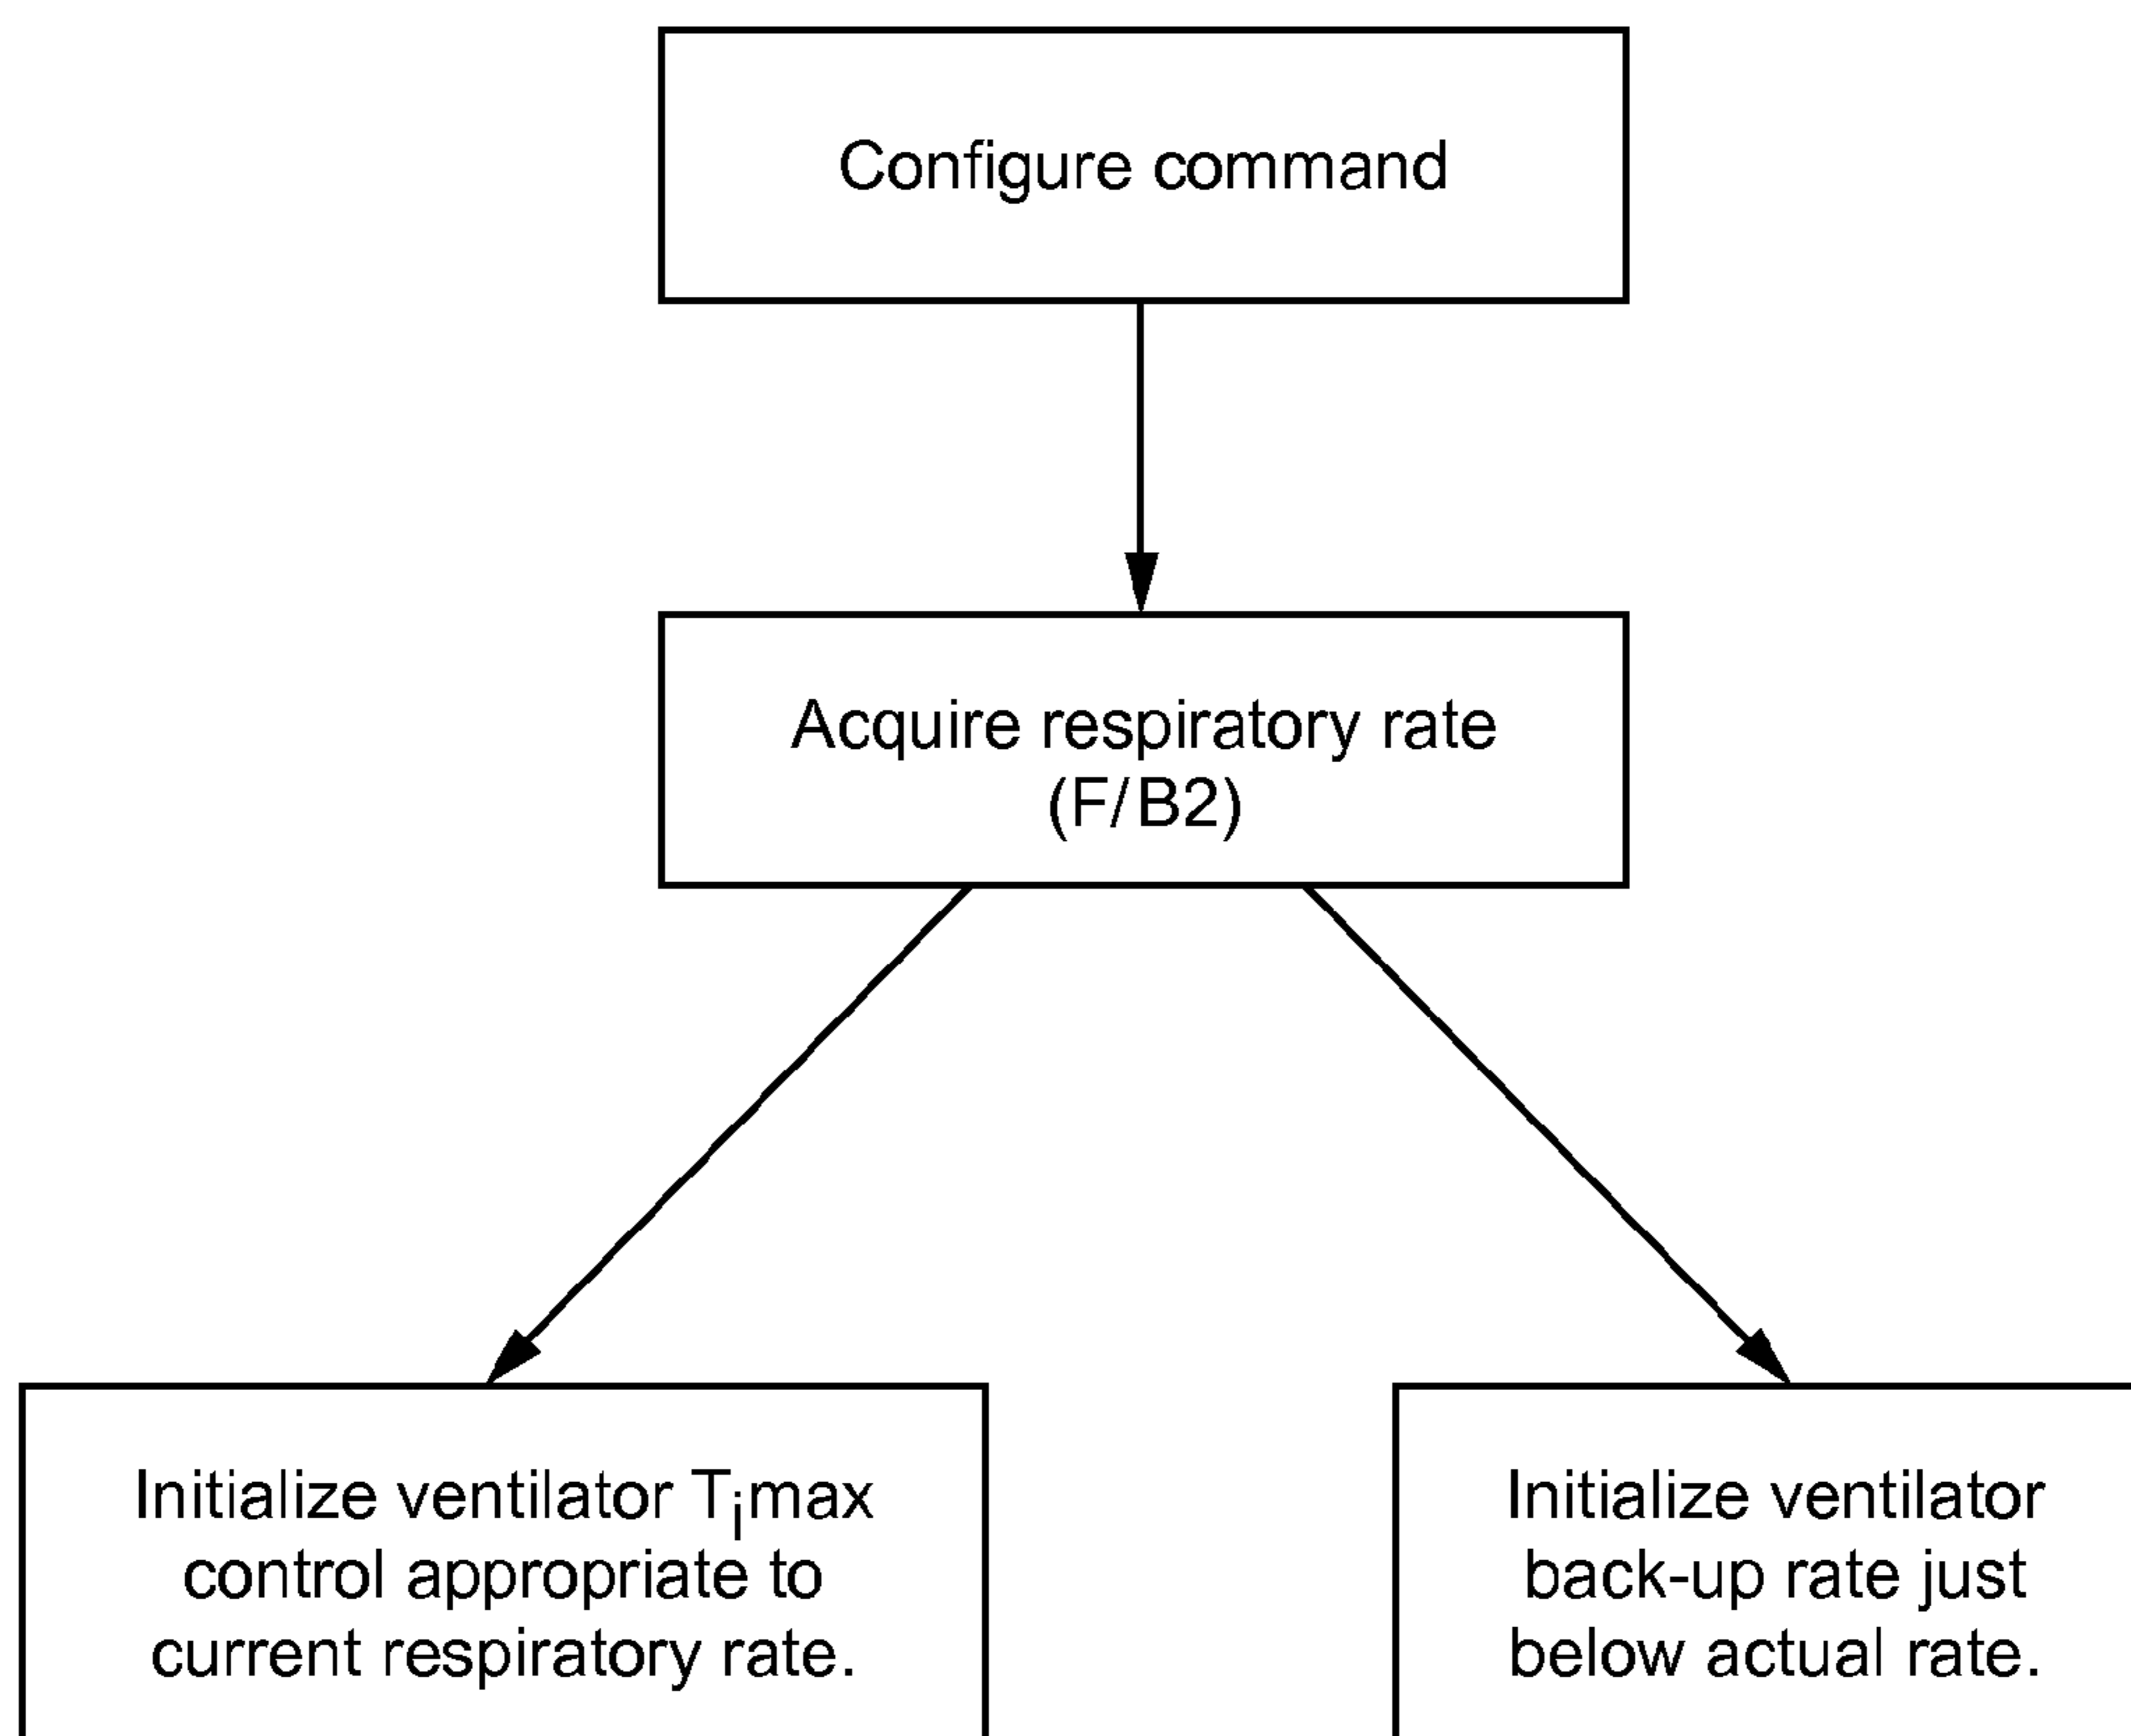 Configure command
Acquire respiratory rate
(F/B2)
Initialize ventilator Timax
control appropriate to
current respiratory rate.
Initialize ventilator
back-up rate just
below actual rate.